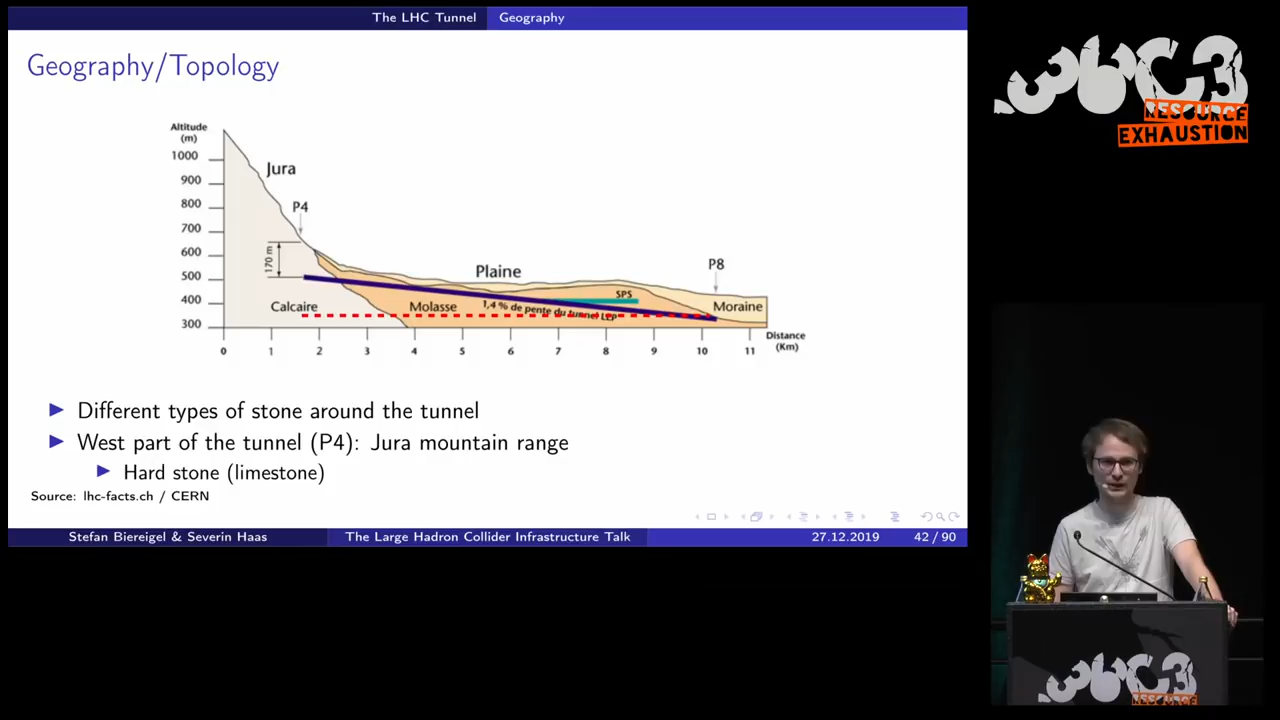 The LHC Tunnel Geography
Geography/Topology
36C3
RESOURCE
EXHAUSTION
Altitude
(m)
1000
900
800
700
600
500
400
300
Jura
P4
170 m
Plaine
P8
SPS
Calcaire
Molasse
1,4 % de pente du tunnel LEP
Moraine
0 1 2 3 4 5 6 7 8 9 10 11
Distance
(Km)
Different types of stone around the tunnel
West part of the tunnel (P4): Jura mountain range
Hard stone (limestone)
Source: lhc-facts.ch / CERN
Stefan Biereigel & Severin Haas The Large Hadron Collider Infrastructure Talk 27.12.2019 42 / 90
36C3
RESOURCE